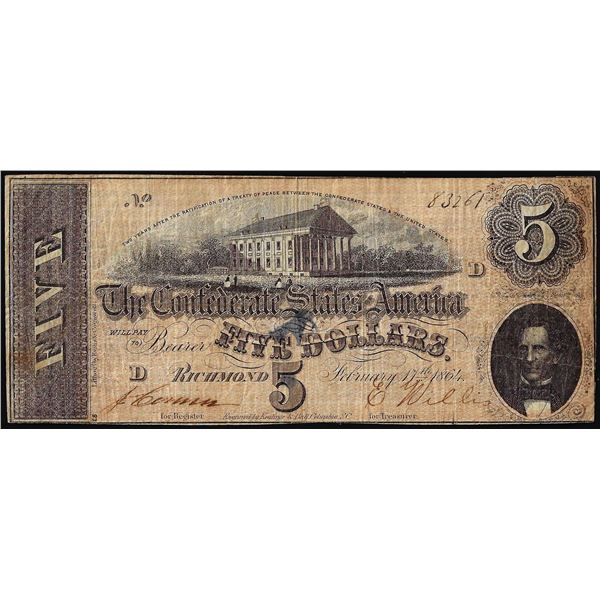 FIVE
No
83261
5
TWO YEARS AFTER THE RATIFICATION OF A TREATY OF PEACE BETWEEN THE CONFEDERATE STATES & THE UNITED STATES
D
The Confederate States of America
WILL PAY
TO Bearer FIVE DOLLARS.
D RICHMOND 5 February 17th 1864.
E Willis
for Register Engraved by Keatinge & Ball Columbia, S.C. for Treasurer